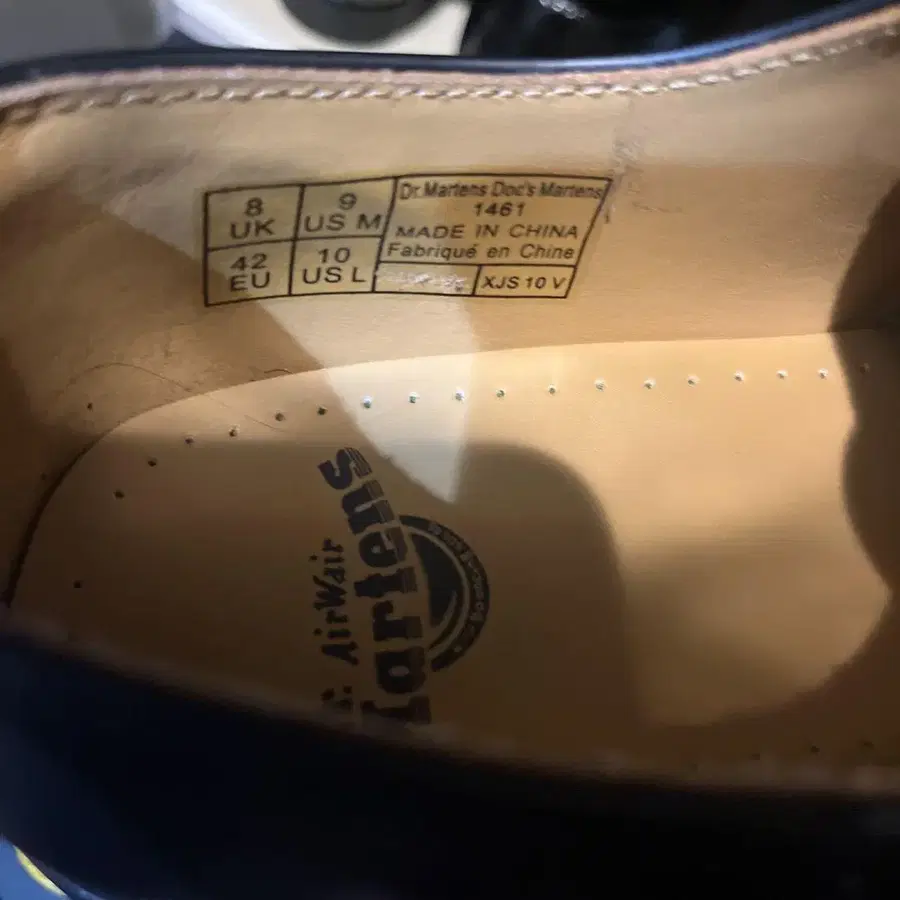 8
UK
9
US M
42
EU
10
US L
Dr.Martens Doc's Martens
1461
MADE IN CHINA
Fabriqué en Chine
XJS 10 V
AirWair
Martens